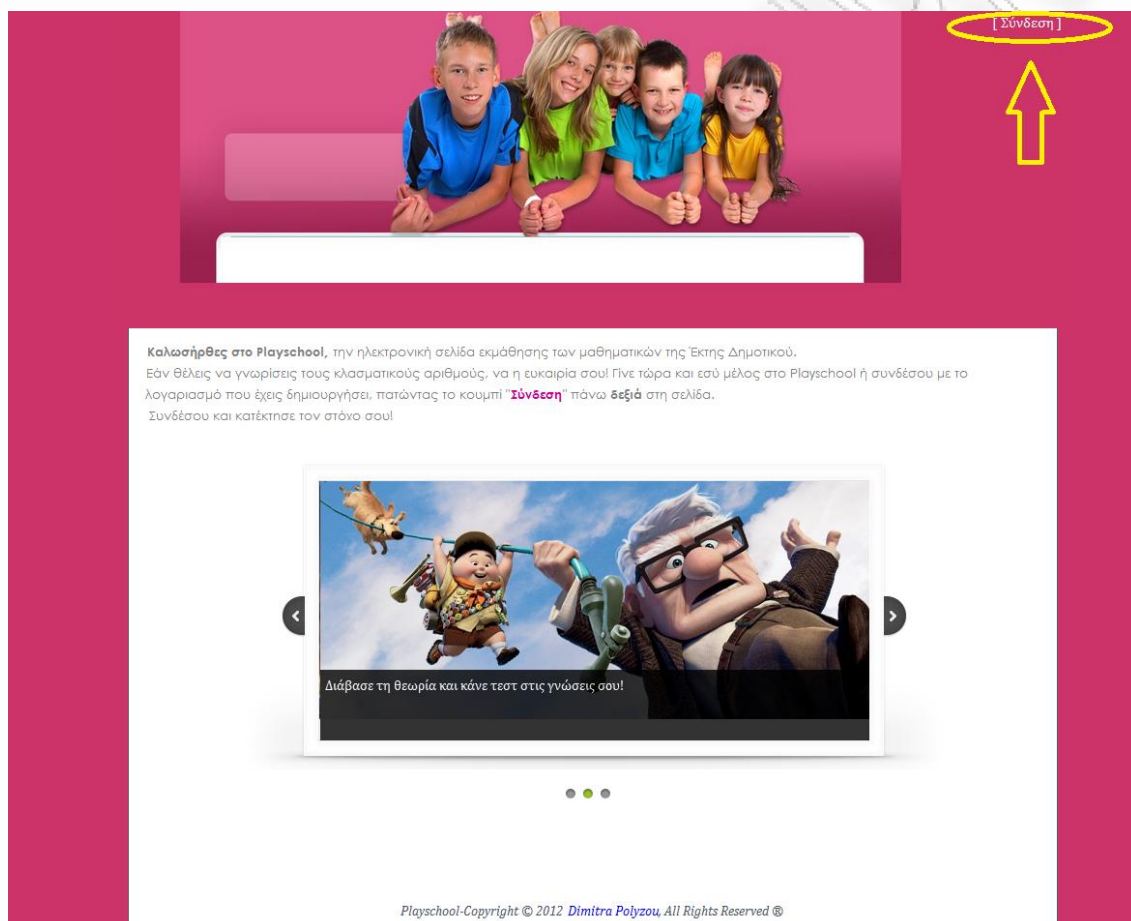 [ Σύνδεση ]
Καλωσήρθες στο Playschool, την ηλεκτρονική σελίδα εκμάθησης των μαθηματικών της Έκτης Δημοτικού.
Εάν θέλεις να γνωρίσεις τους κλασματικούς αριθμούς, να η ευκαιρία σου! Γίνε τώρα και εσύ μέλος στο Playschool ή συνδέσου με το
λογαριασμό που έχεις δημιουργήσει, πατώντας το κουμπί "Σύνδεση" πάνω δεξιά στη σελίδα.
Συνδέσου και κατέκτησε τον στόχο σου!
Διάβασε τη θεωρία και κάνε τεστ στις γνώσεις σου!
Playschool-Copyright © 2012 Dimitra Polyzou, All Rights Reserved ®